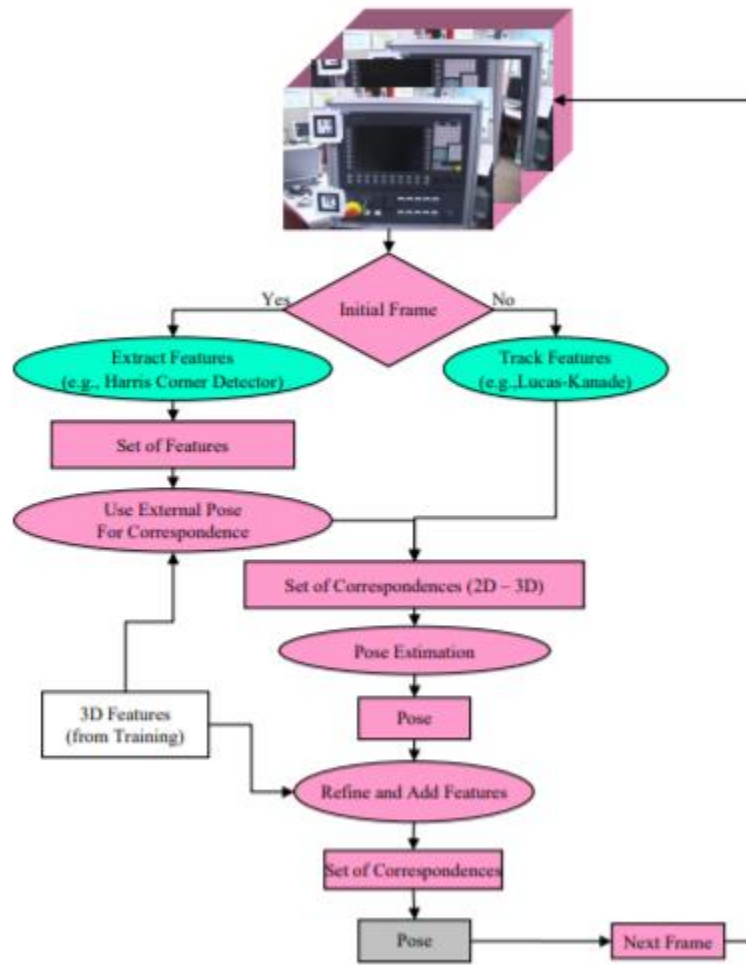 Yes
Initial Frame
No
Extract Features
(e.g., Harris Corner Detector)
Track Features
(e.g.,Lucas-Kanade)
Set of Features
Use External Pose
For Correspondence
Set of Correspondences (2D – 3D)
Pose Estimation
3D Features
(from Training)
Pose
Refine and Add Features
Set of Correspondences
Pose
Next Frame